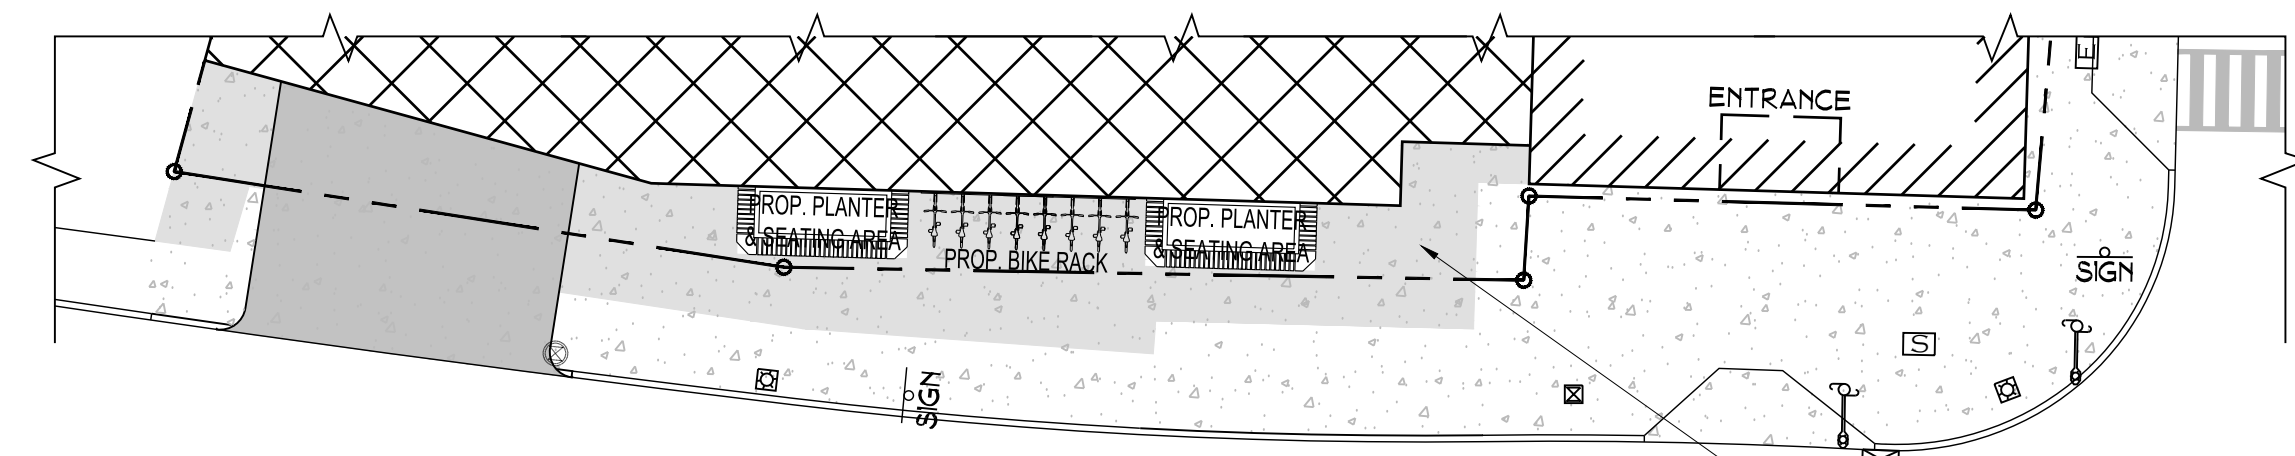 E
ENTRANCE
PROP. PLANTER
& SEATING AREA
PROP. BIKE RACK
PROP. PLANTER
& SEATING AREA
SIGN
S
SIGN